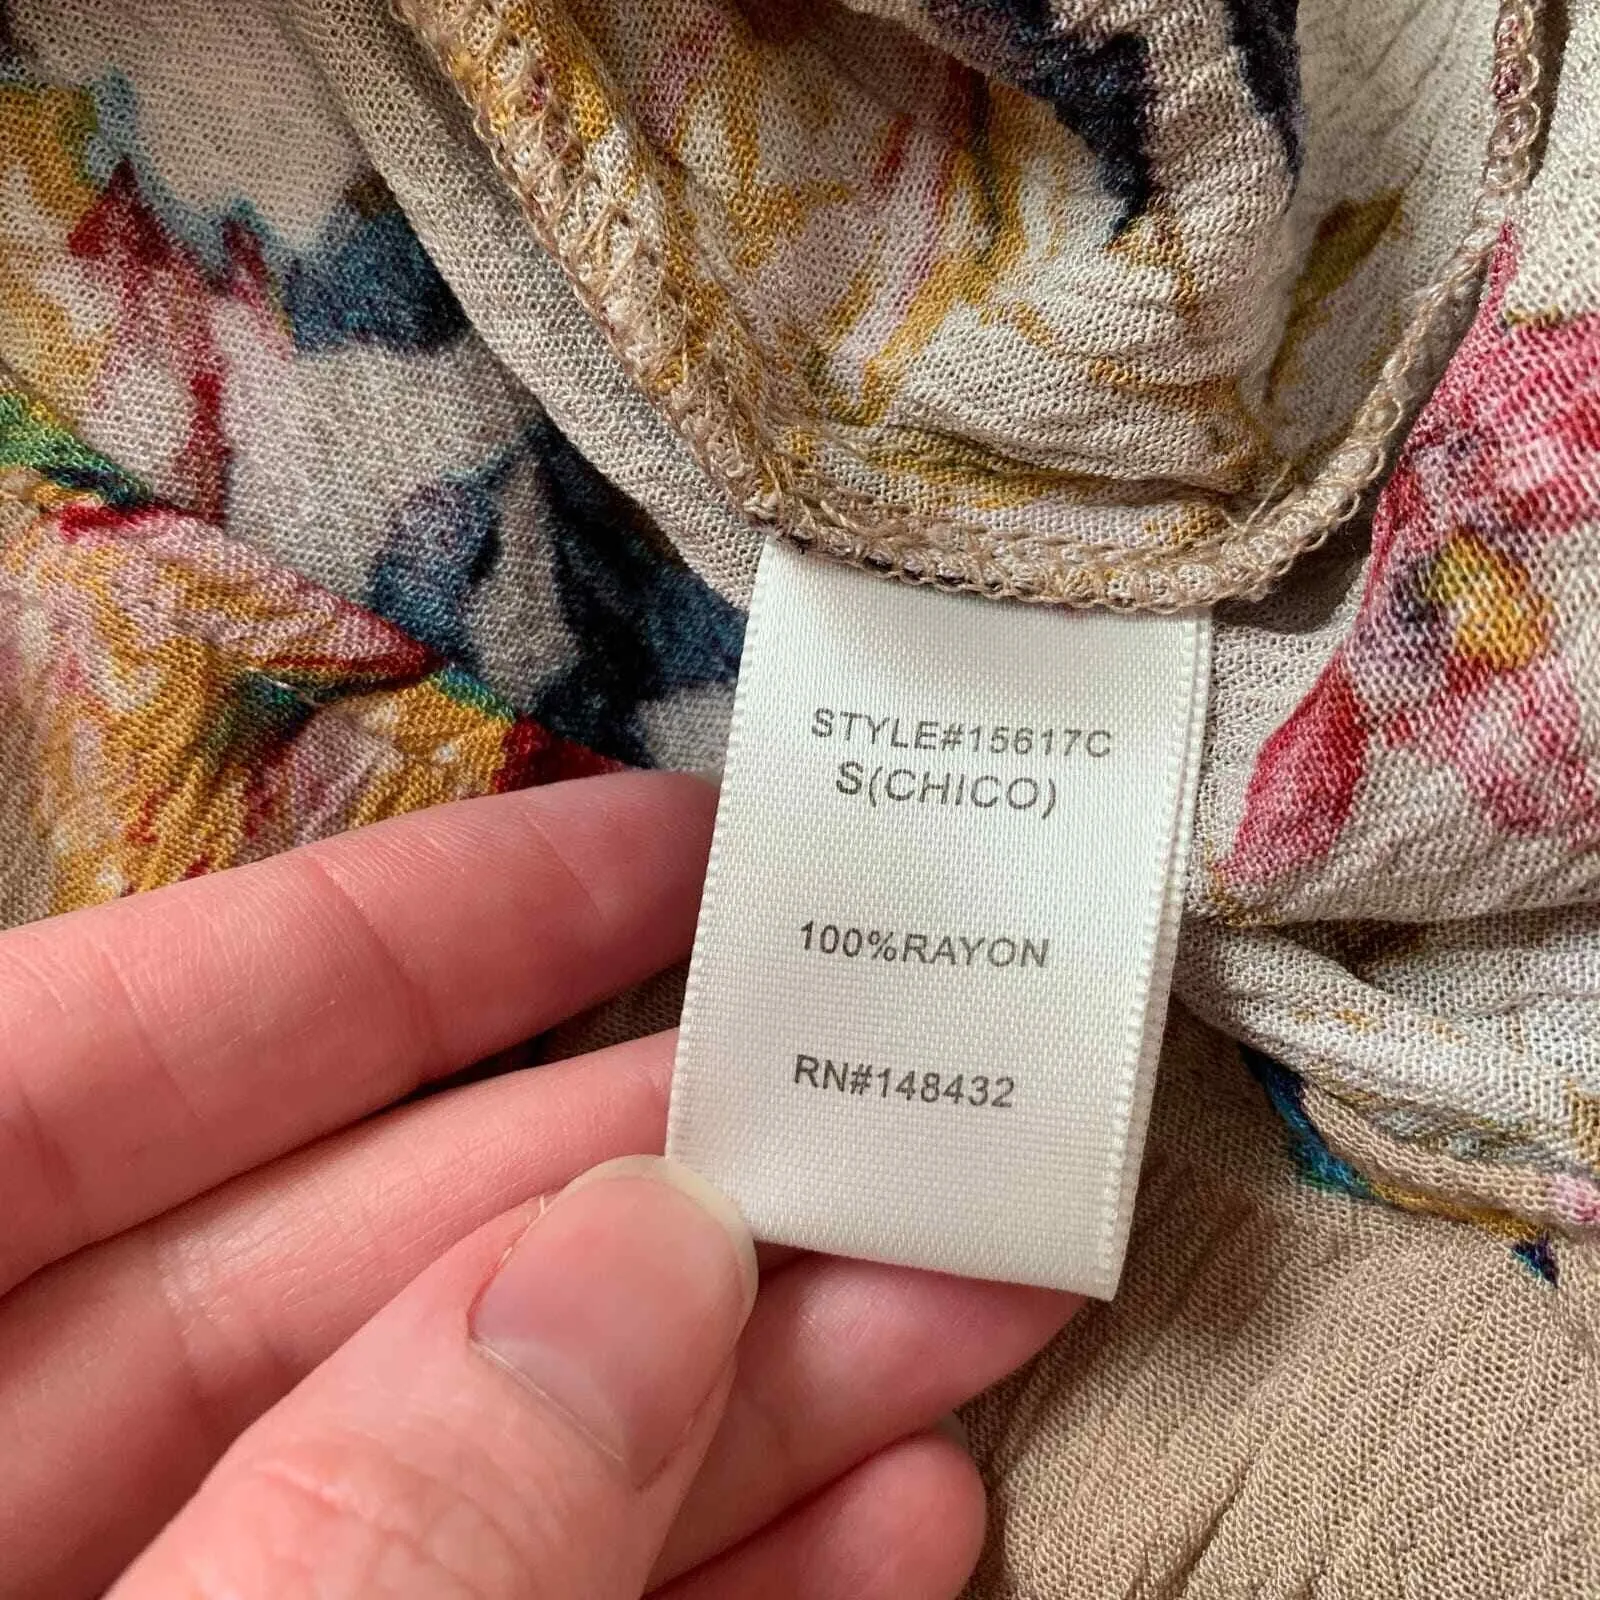 STYLE#15617C
S(CHICO)
100%RAYON
RN#148432